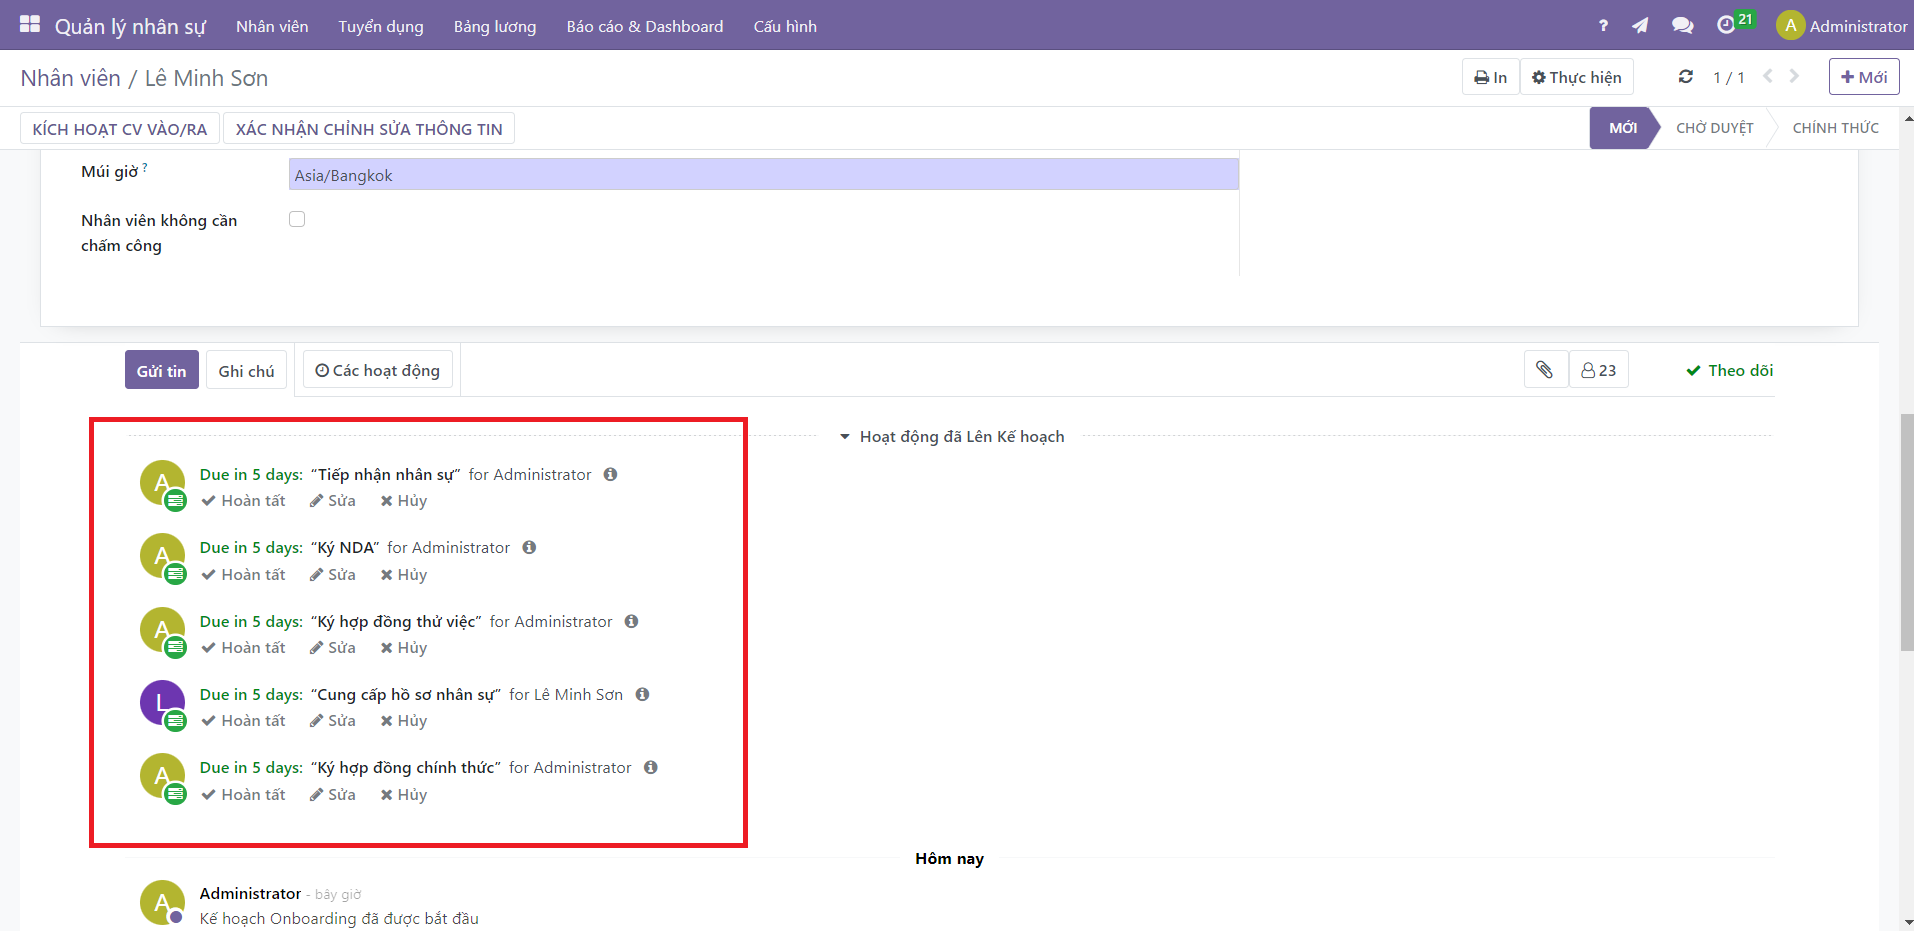 Quản lý nhân sự Nhân viên Tuyển dụng Bảng lương Báo cáo & Dashboard Cấu hình ? 21 A Administrator
Nhân viên / Lê Minh Sơn In Thực hiện 1 / 1 Mới
KÍCH HOẠT CV VÀO/RA XÁC NHẬN CHỈNH SỬA THÔNG TIN MỚI CHỜ DUYỆT CHÍNH THỨC
Múi giờ ? Asia/Bangkok
Nhân viên không cần
chấm công
Gửi tin Ghi chú Các hoạt động 23 Theo dõi
Hoạt động đã Lên Kế hoạch
A Due in 5 days: “Tiếp nhận nhân sự” for Administrator
Hoàn tất Sửa Hủy
A Due in 5 days: “Ký NDA” for Administrator
Hoàn tất Sửa Hủy
A Due in 5 days: “Ký hợp đồng thử việc” for Administrator
Hoàn tất Sửa Hủy
L Due in 5 days: “Cung cấp hồ sơ nhân sự” for Lê Minh Sơn
Hoàn tất Sửa Hủy
A Due in 5 days: “Ký hợp đồng chính thức” for Administrator
Hoàn tất Sửa Hủy
Hôm nay
A Administrator - bây giờ
Kế hoạch Onboarding đã được bắt đầu